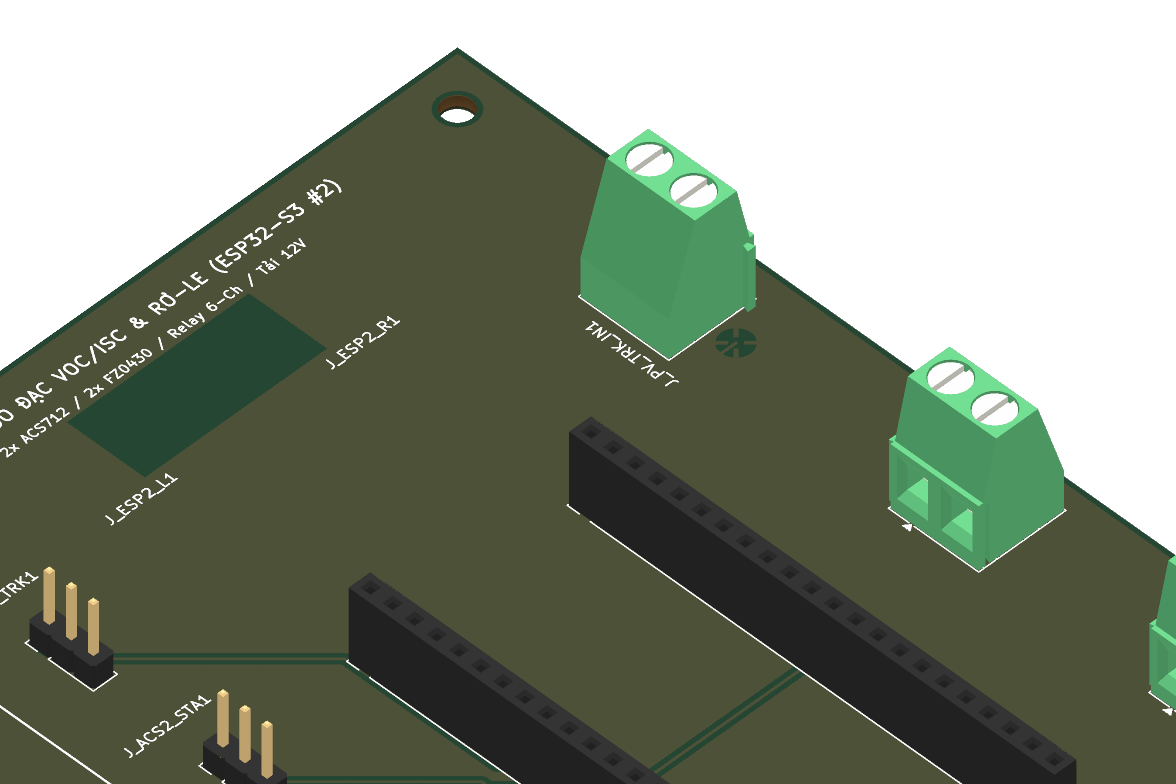 ĐO ĐẠC VOC/ISC & RƠ-LE (ESP32-S3 #2)
2x ACS712 / 2x FZ0430 / Relay 6-Ch / Tải 12V
J_ESP2_R1
J_PV_TRK_IN1
J_ESP2_L1
_TRK1
J_ACS2_STA1